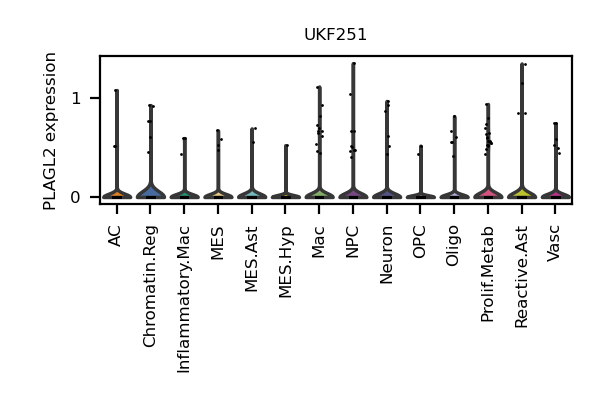 UKF251
PLAGL2 expression
1
0
AC
Chromatin.Reg
Inflammatory.Mac
MES
MES.Ast
MES.Hyp
Mac
NPC
Neuron
OPC
Oligo
Prolif.Metab
Reactive.Ast
Vasc